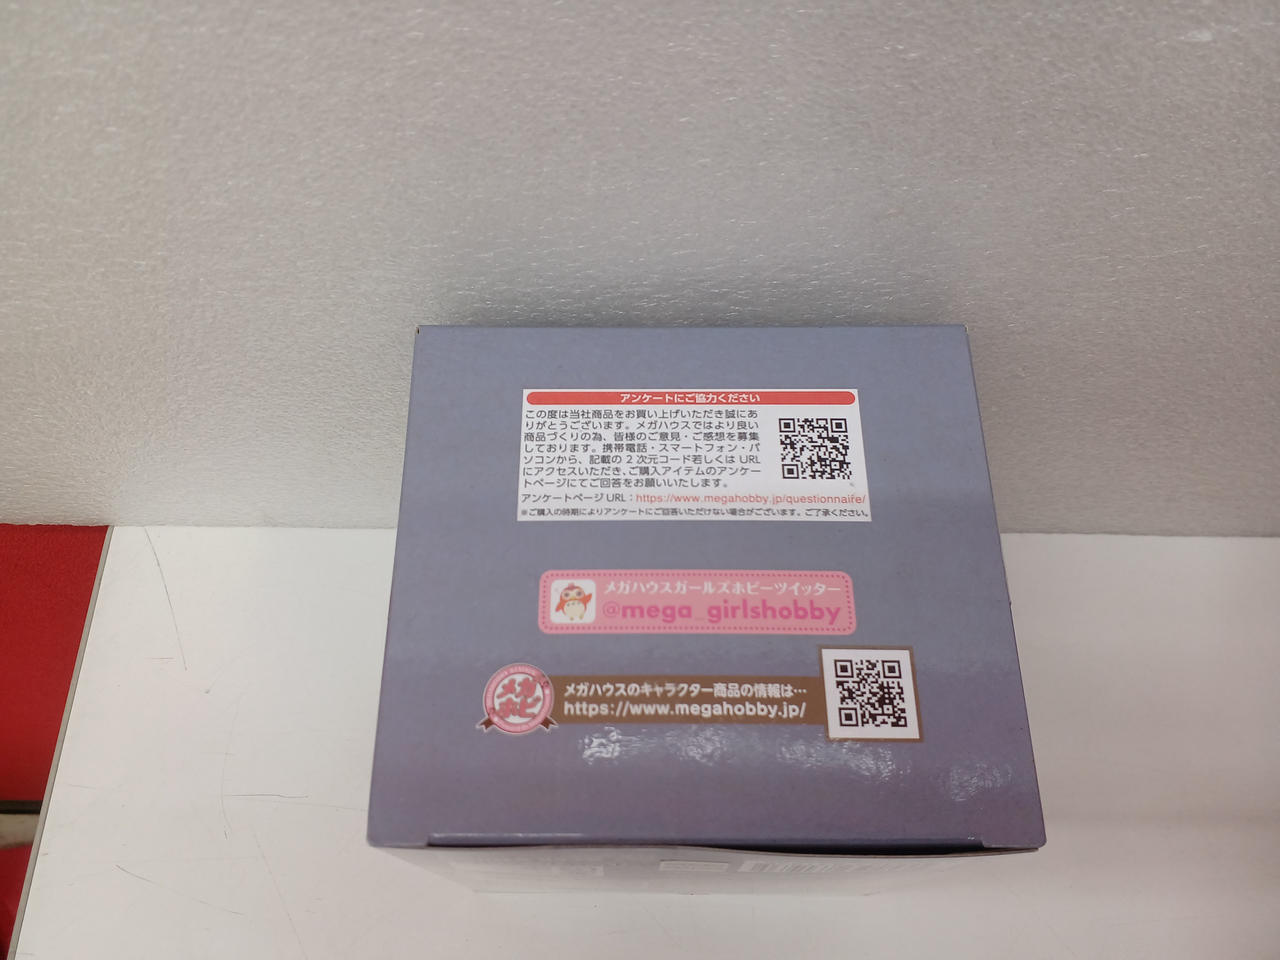 アンケートにご協力ください
この度は当社商品をお買い上げいただき誠にあ
りがとうございます。メガハウスではより良い
商品づくりの為、皆様のご意見・ご感想を募集
しております。携帯電話・スマートフォン・パ
ソコンから、記載の２次元コード若しくは URL
にアクセスいただき、ご購入アイテムのアンケー
トページにてご回答をお願いいたします。
アンケートページ URL：https://www.megahobby.jp/questionnaire/
※ご購入の時期によりアンケートにご回答いただけない場合がございます。ご了承ください。
メガハウスガールズホビーツイッター
@mega_girlshobby
メガホビ
メガハウスのキャラクター商品の情報は…
https://www.megahobby.jp/